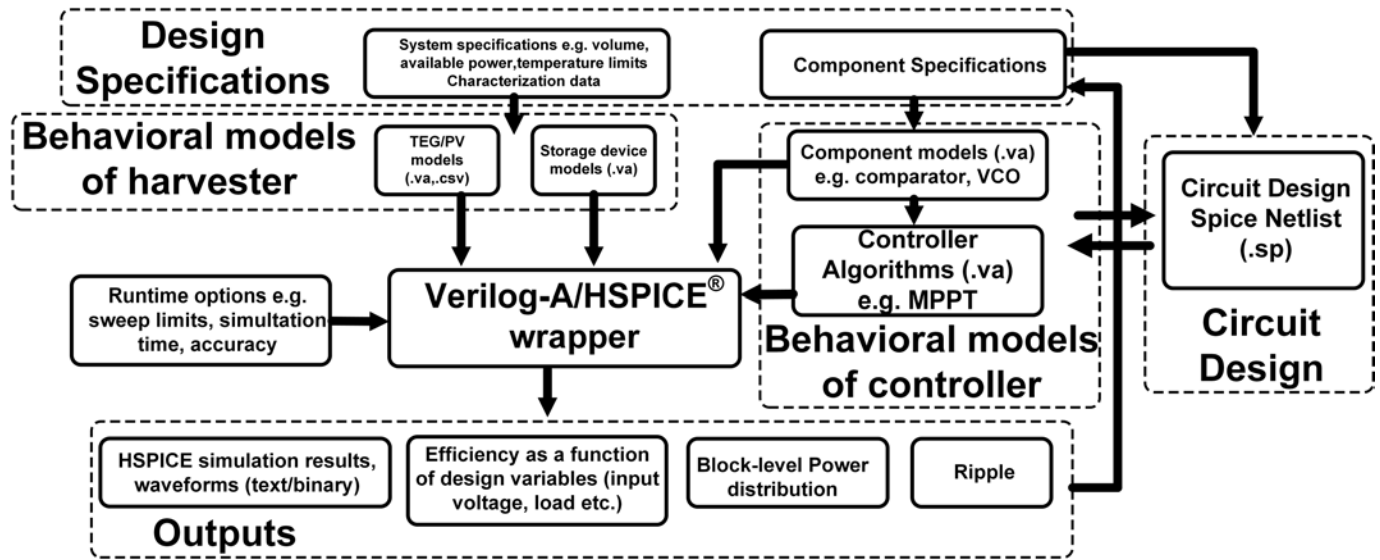 Design
Specifications
System specifications e.g. volume,
available power,temperature limits
Characterization data
Component Specifications
Behavioral models
of harvester
TEG/PV
models
(.va,.csv)
Storage device
models (.va)
Component models (.va)
e.g. comparator, VCO
Controller
Algorithms (.va)
e.g. MPPT
Behavioral models
of controller
Circuit Design
Spice Netlist
(.sp)
Circuit
Design
Runtime options e.g.
sweep limits, simultation
time, accuracy
Verilog-A/HSPICE®
wrapper
HSPICE simulation results,
waveforms (text/binary)
Efficiency as a function
of design variables (input
voltage, load etc.)
Block-level Power
distribution
Ripple
Outputs